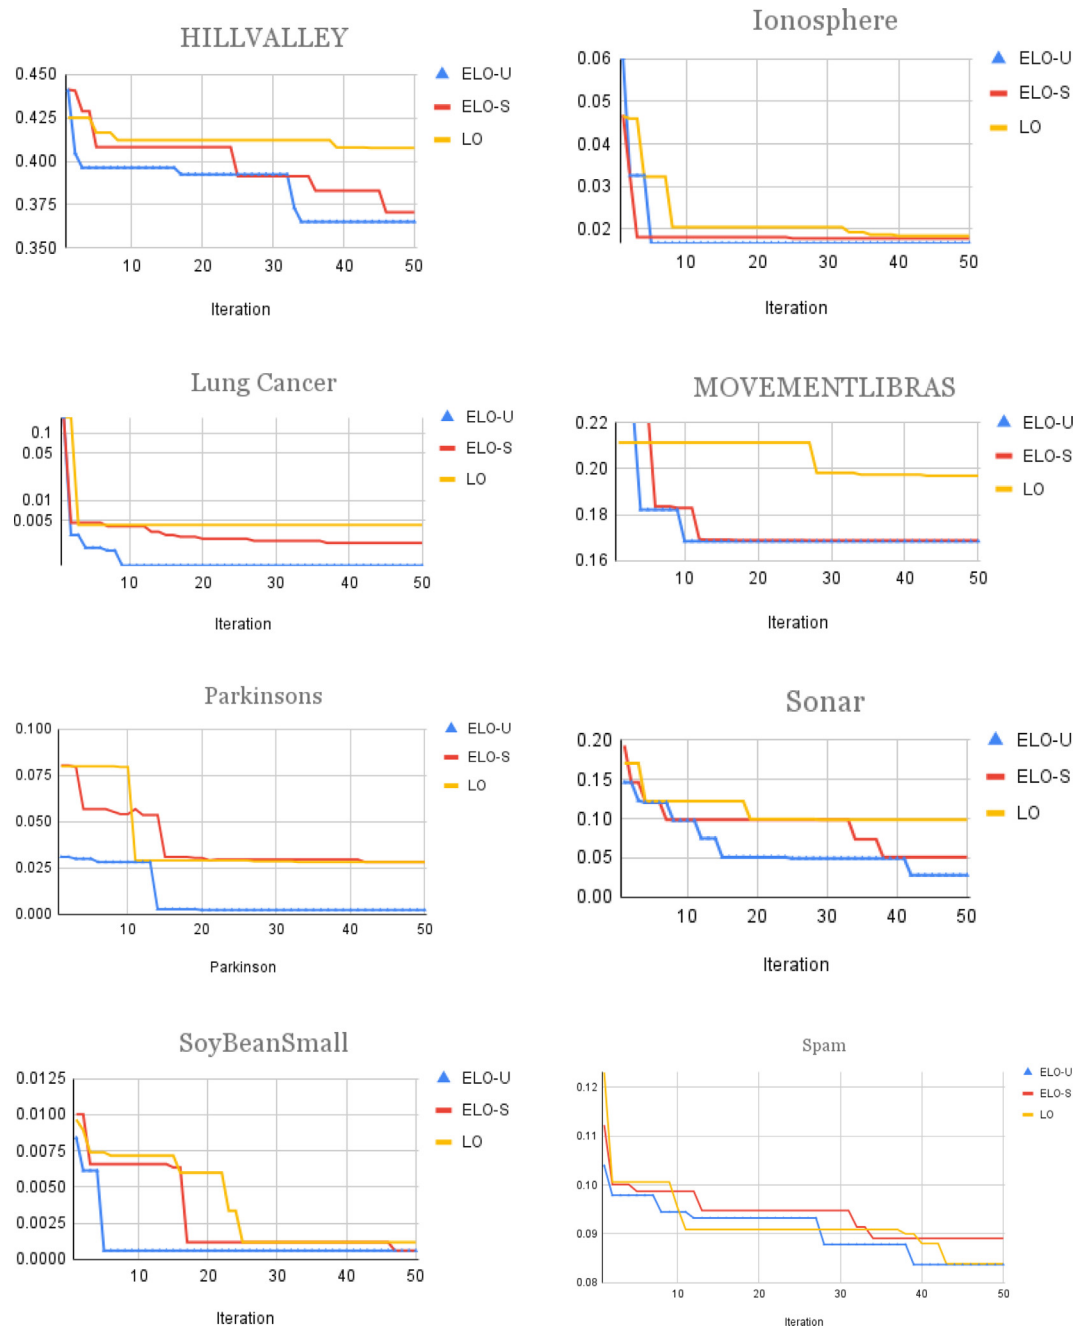 HILLVALLEY
0.450
0.425
0.400
0.375
0.350
10 20 30 40 50
Iteration
ELO-U
ELO-S
LO
Ionosphere
0.06
0.05
0.04
0.03
0.02
10 20 30 40 50
Iteration
ELO-U
ELO-S
LO
Lung Cancer
0.1
0.05
0.01
0.005
10 20 30 40 50
Iteration
ELO-U
ELO-S
LO
MOVEMENTLIBRAS
0.22
0.20
0.18
0.16
10 20 30 40 50
Iteration
ELO-U
ELO-S
LO
Parkinsons
0.100
0.075
0.050
0.025
0.000
10 20 30 40 50
Parkinson
ELO-U
ELO-S
LO
Sonar
0.20
0.15
0.10
0.05
0.00
10 20 30 40 50
Iteration
ELO-U
ELO-S
LO
SoyBeanSmall
0.0125
0.0100
0.0075
0.0050
0.0025
0.0000
10 20 30 40 50
Iteration
ELO-U
ELO-S
LO
Spam
0.12
0.10
0.09
0.08
10 20 30 40 50
Iteration
ELO-U
ELO-S
LO